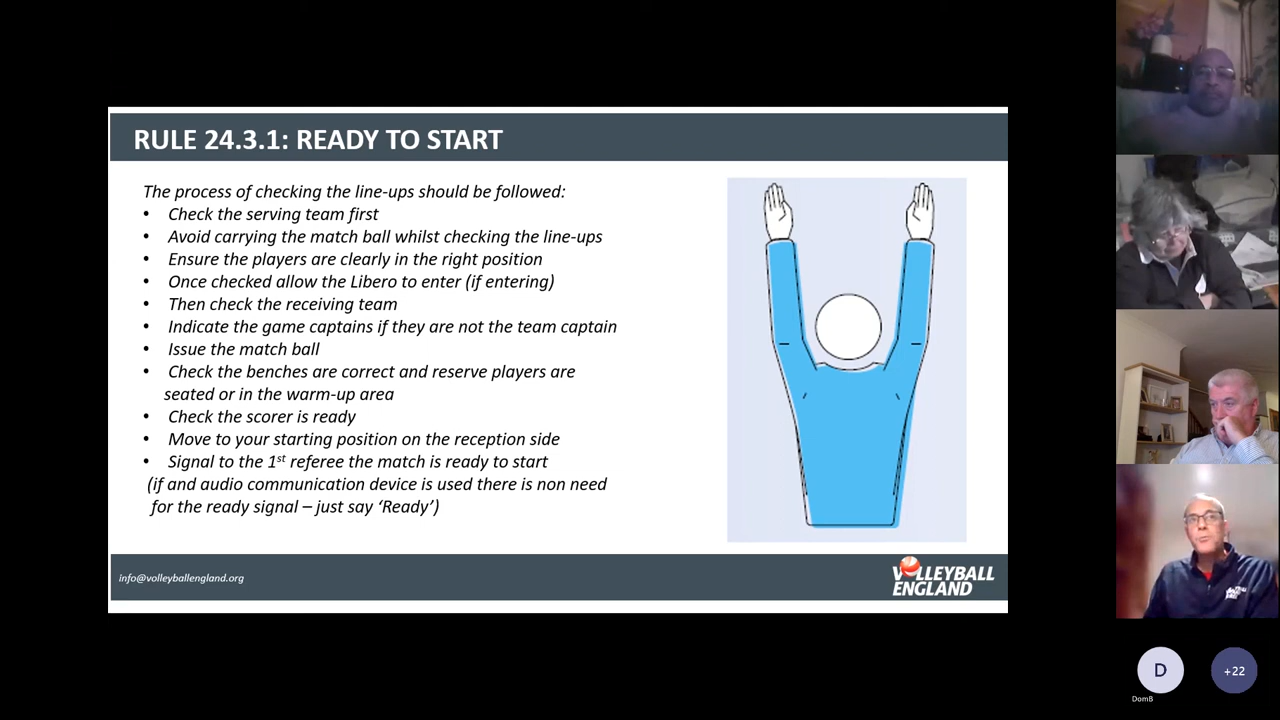 RULE 24.3.1: READY TO START
The process of checking the line-ups should be followed:
• Check the serving team first
• Avoid carrying the match ball whilst checking the line-ups
• Ensure the players are clearly in the right position
• Once checked allow the Libero to enter (if entering)
• Then check the receiving team
• Indicate the game captains if they are not the team captain
• Issue the match ball
• Check the benches are correct and reserve players are
seated or in the warm-up area
• Check the scorer is ready
• Move to your starting position on the reception side
• Signal to the 1st referee the match is ready to start
(if and audio communication device is used there is non need
for the ready signal – just say ‘Ready’)
info@volleyballengland.org
VOLLEYBALL
ENGLAND
D
+22
DomB